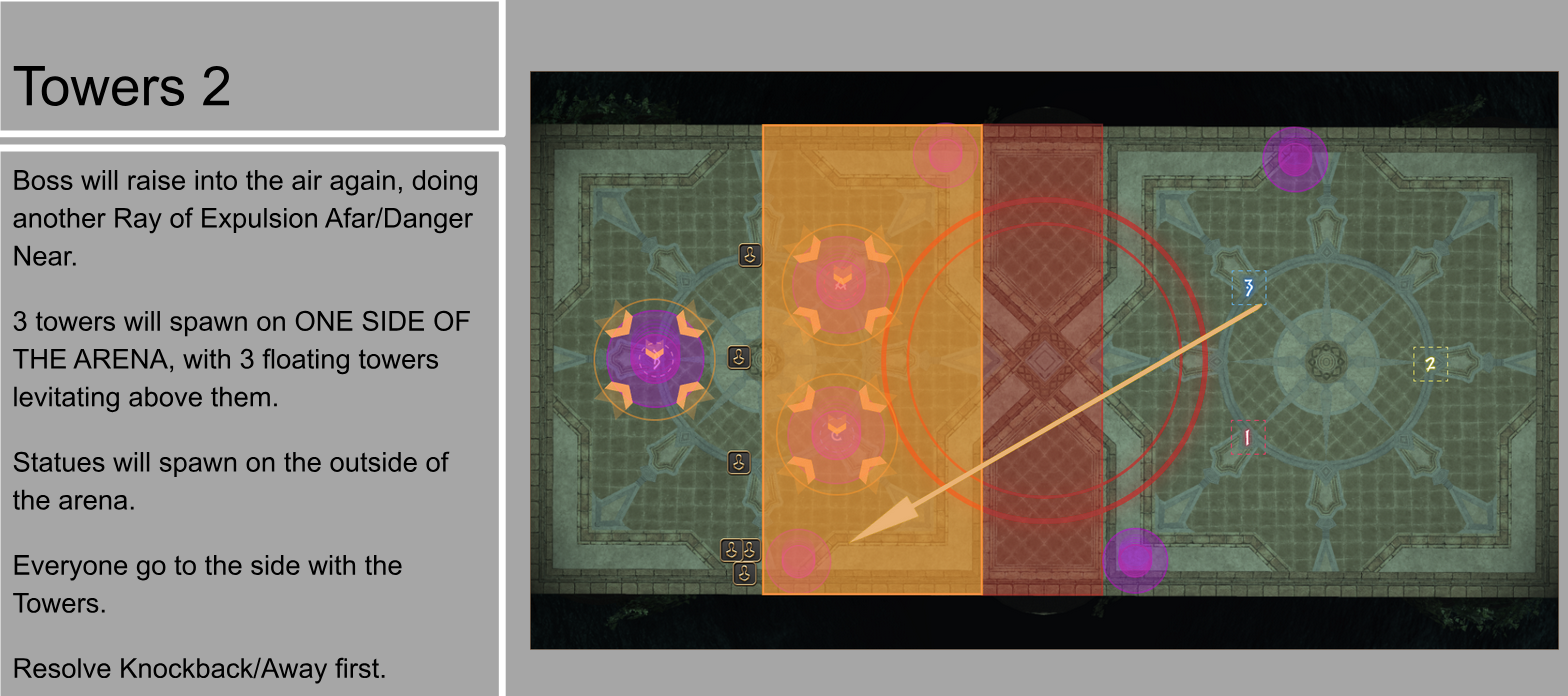 Towers 2
Boss will raise into the air again, doing
another Ray of Expulsion Afar/Danger
Near.
3 towers will spawn on ONE SIDE OF
THE ARENA, with 3 floating towers
levitating above them.
Statues will spawn on the outside of
the arena.
Everyone go to the side with the
Towers.
Resolve Knockback/Away first.
3
2
1